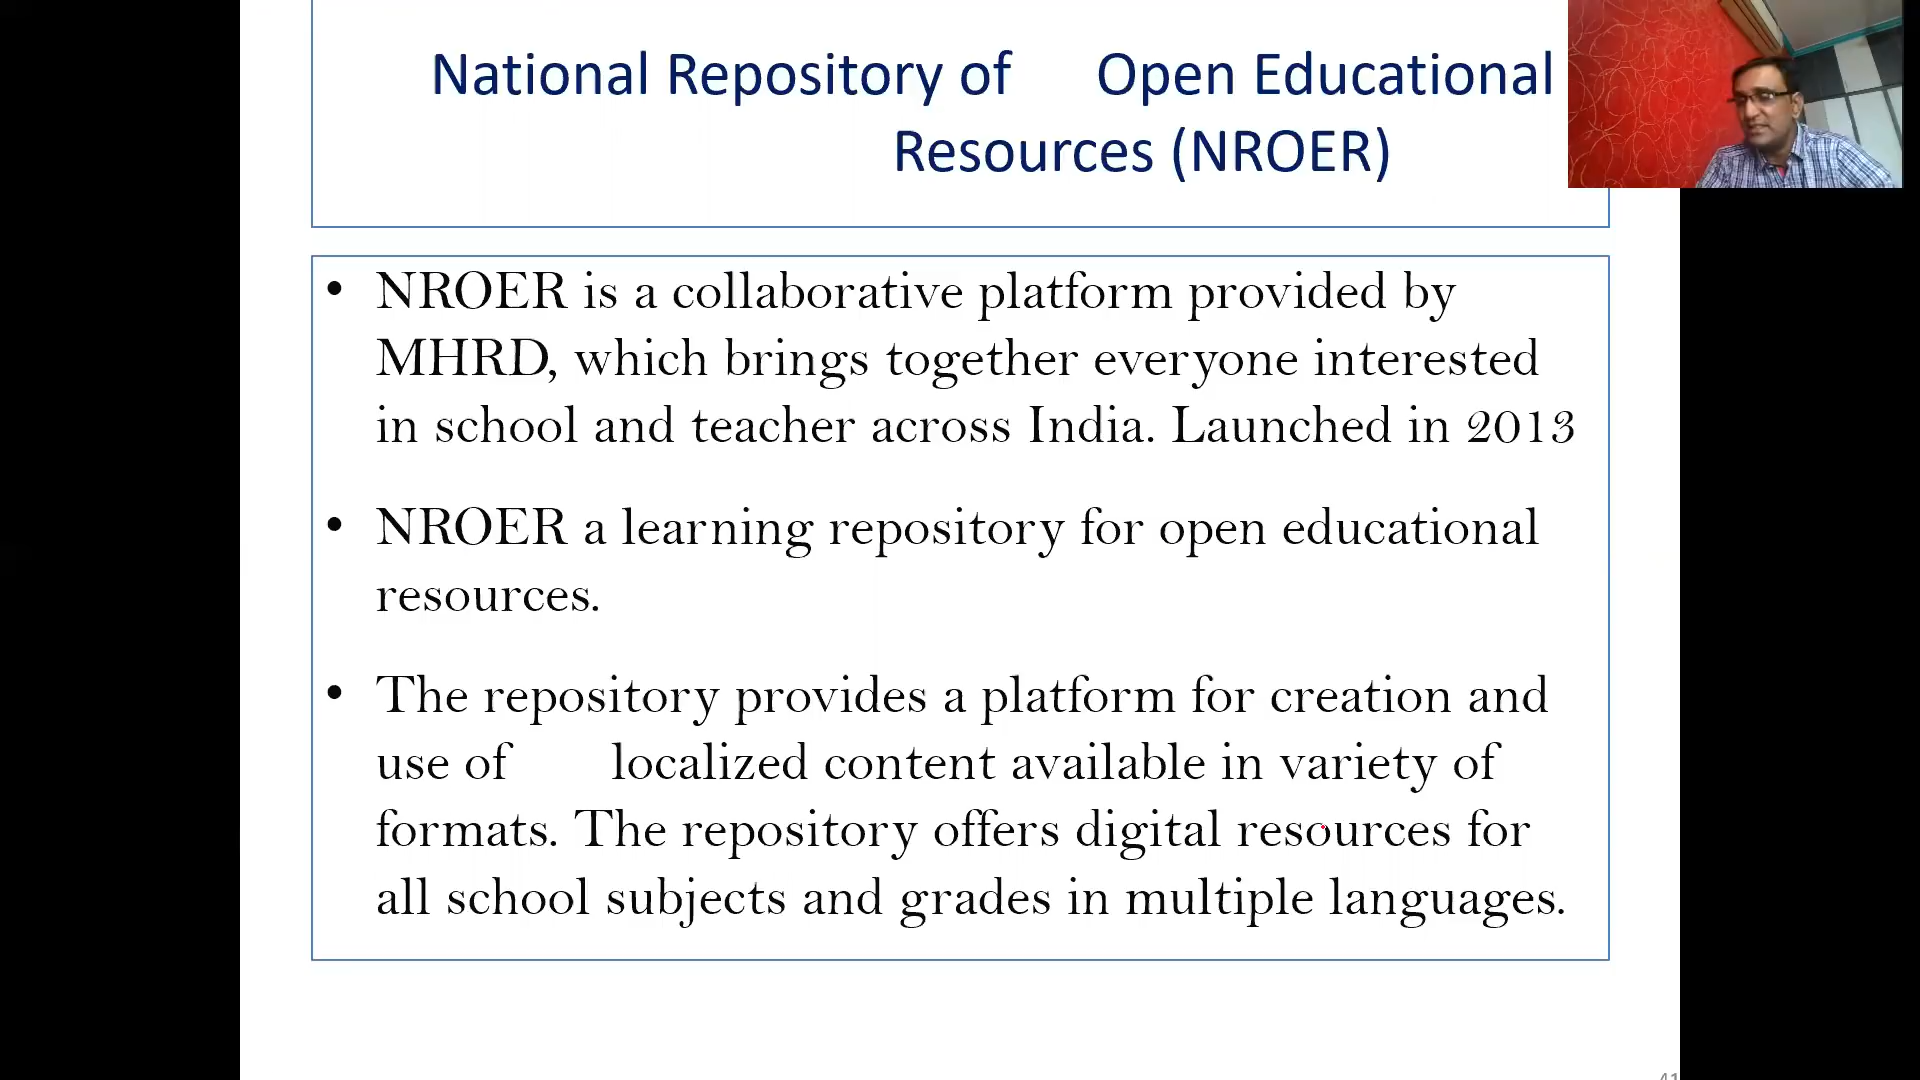 National Repository of Open Educational
Resources (NROER)
• NROER is a collaborative platform provided by
MHRD, which brings together everyone interested
in school and teacher across India. Launched in 2013
• NROER a learning repository for open educational
resources.
• The repository provides a platform for creation and
use of localized content available in variety of
formats. The repository offers digital resources for
all school subjects and grades in multiple languages.
41